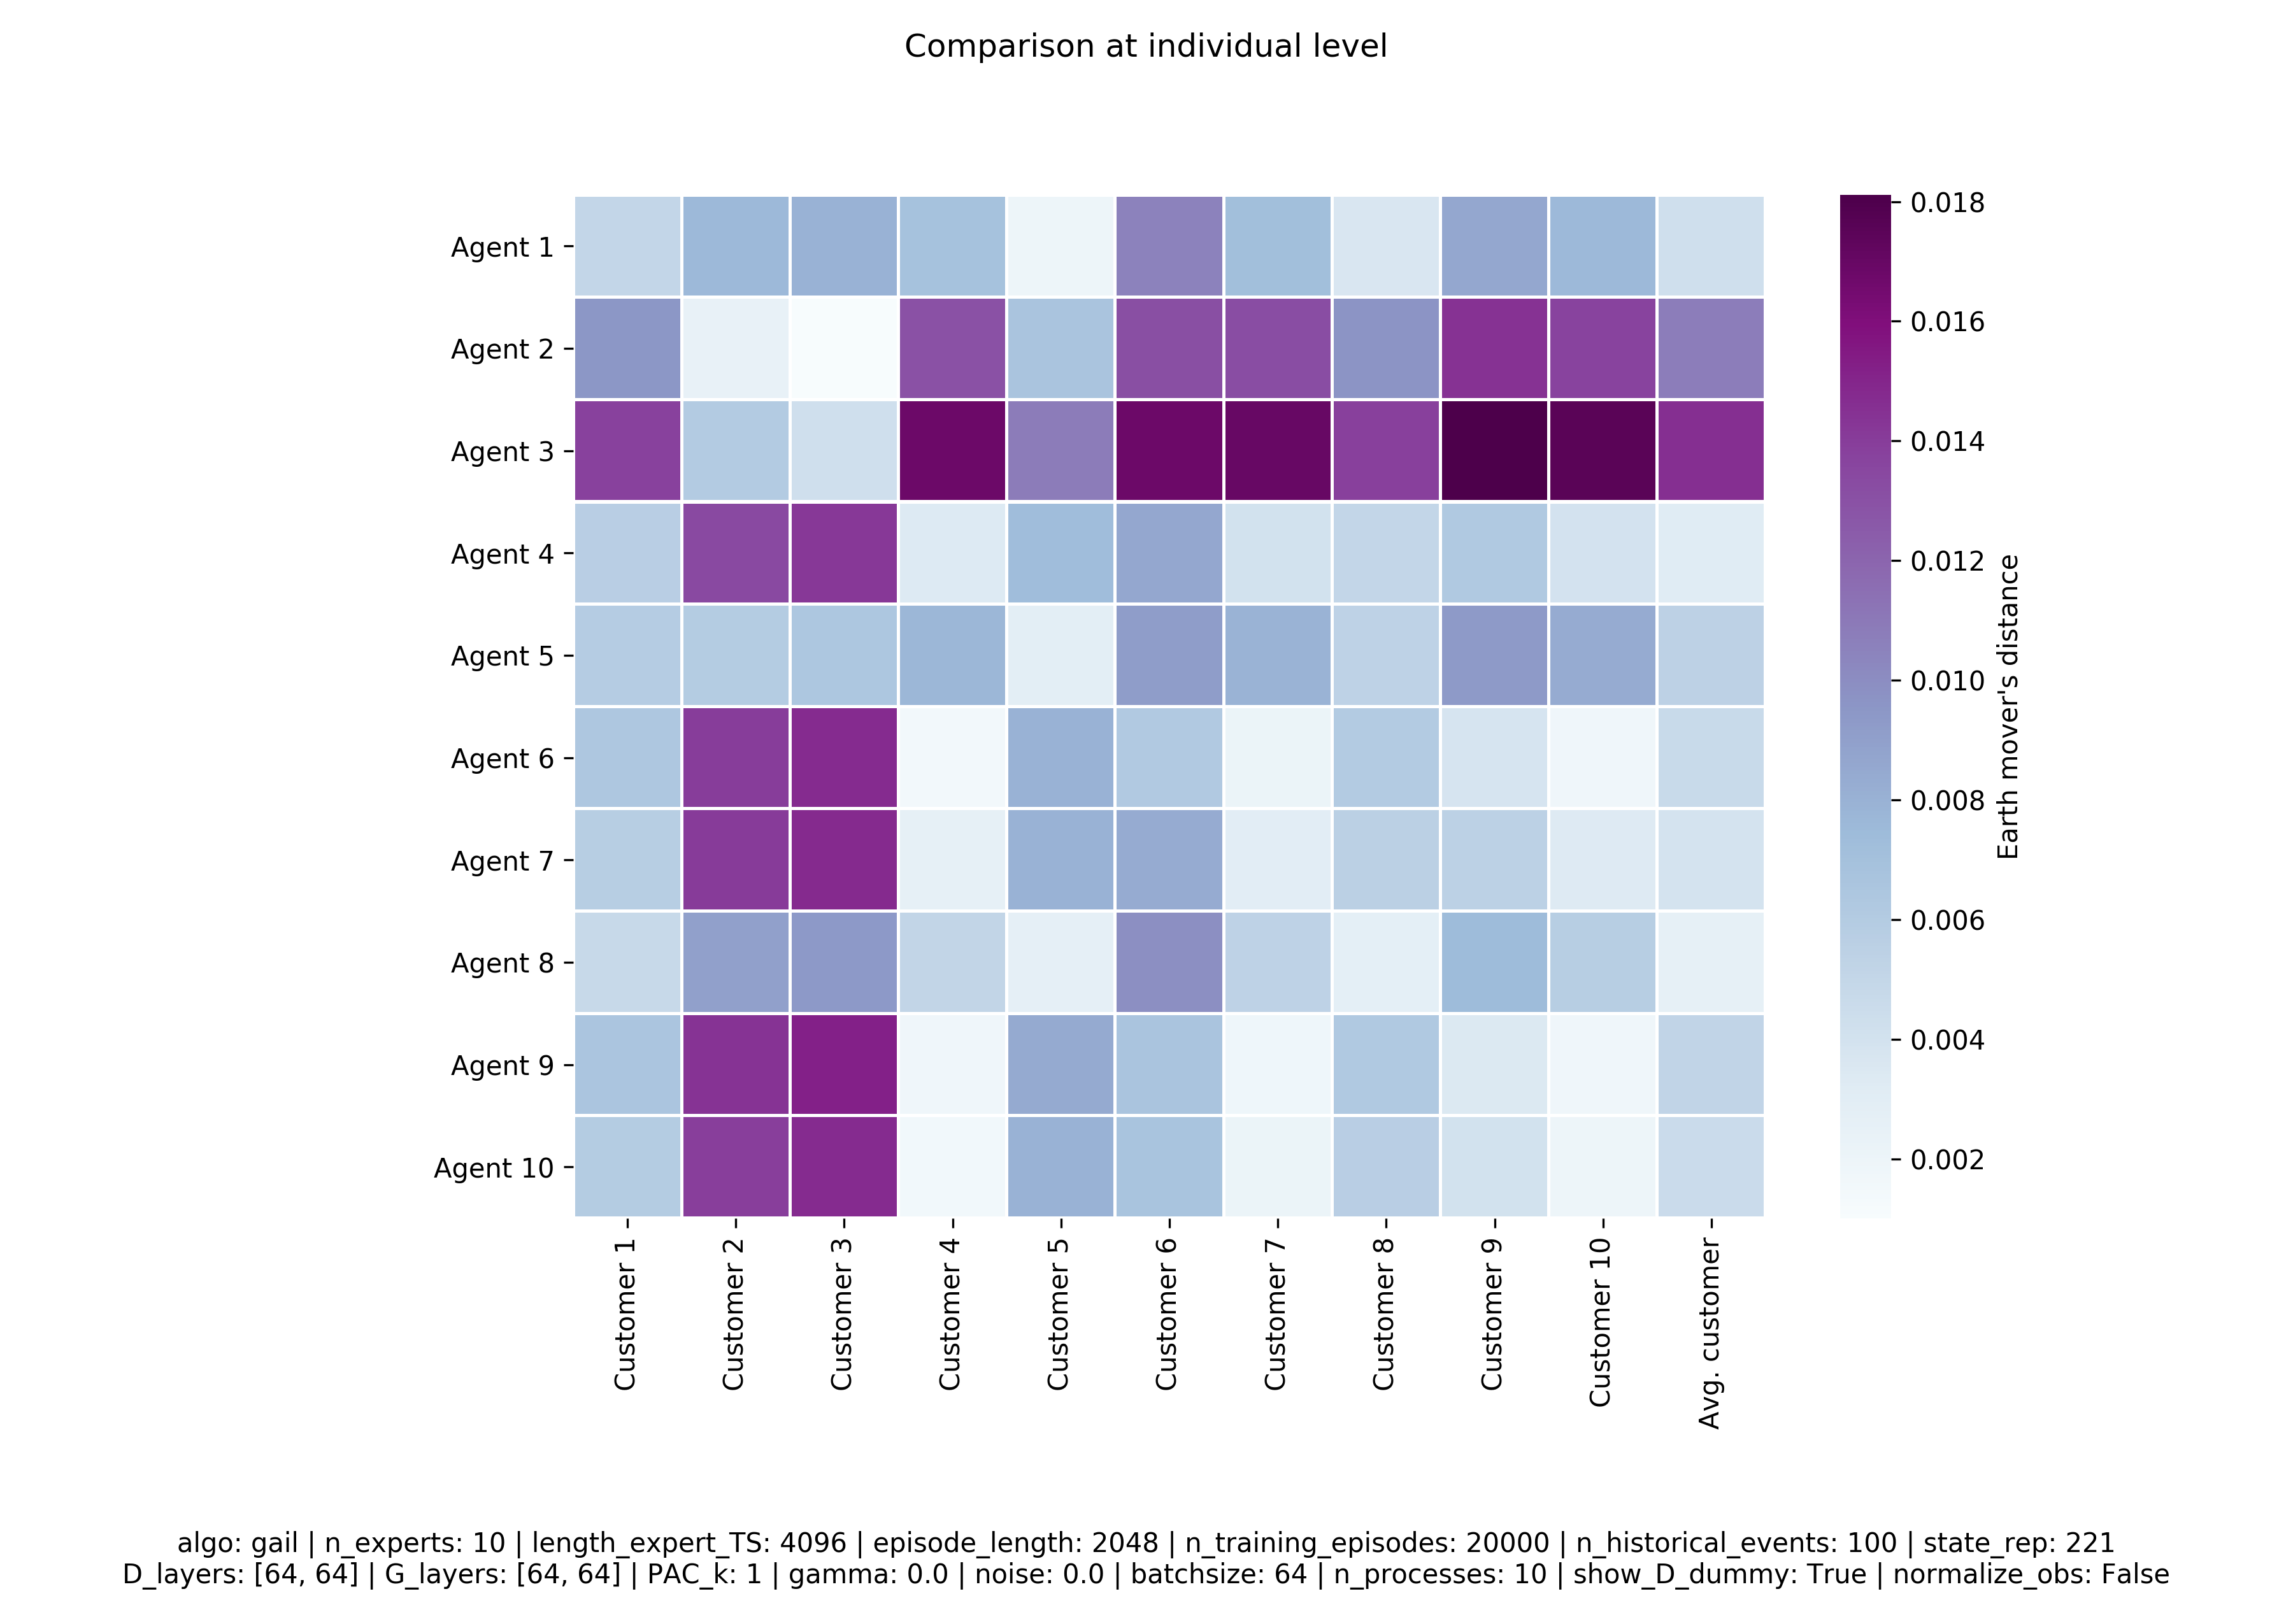 Comparison at individual level
Agent 1
Agent 2
Agent 3
Agent 4
Agent 5
Agent 6
Agent 7
Agent 8
Agent 9
Agent 10
Customer 1
Customer 2
Customer 3
Customer 4
Customer 5
Customer 6
Customer 7
Customer 8
Customer 9
Customer 10
Avg. customer
0.018
0.016
0.014
0.012
0.010
0.008
0.006
0.004
0.002
Earth mover's distance
algo: gail | n_experts: 10 | length_expert_TS: 4096 | episode_length: 2048 | n_training_episodes: 20000 | n_historical_events: 100 | state_rep: 221
D_layers: [64, 64] | G_layers: [64, 64] | PAC_k: 1 | gamma: 0.0 | noise: 0.0 | batchsize: 64 | n_processes: 10 | show_D_dummy: True | normalize_obs: False